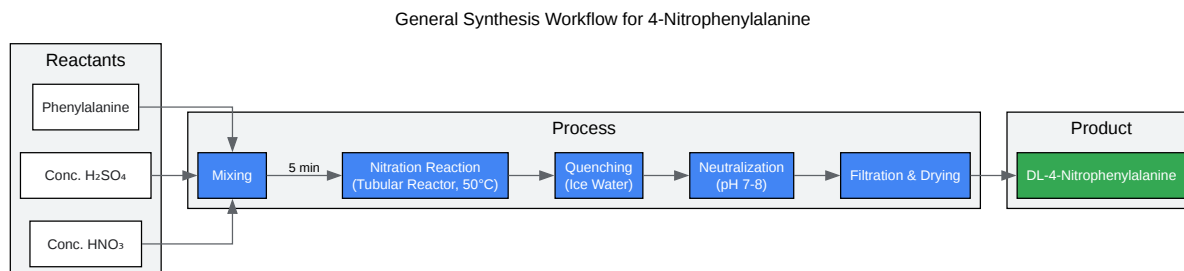 General Synthesis Workflow for 4-Nitrophenylalanine
Reactants
Phenylalanine
Conc. H₂SO₄
Conc. HNO₃
Process
Mixing
5 min
Nitration Reaction
(Tubular Reactor, 50°C)
Quenching
(Ice Water)
Neutralization
(pH 7-8)
Filtration & Drying
Product
DL-4-Nitrophenylalanine